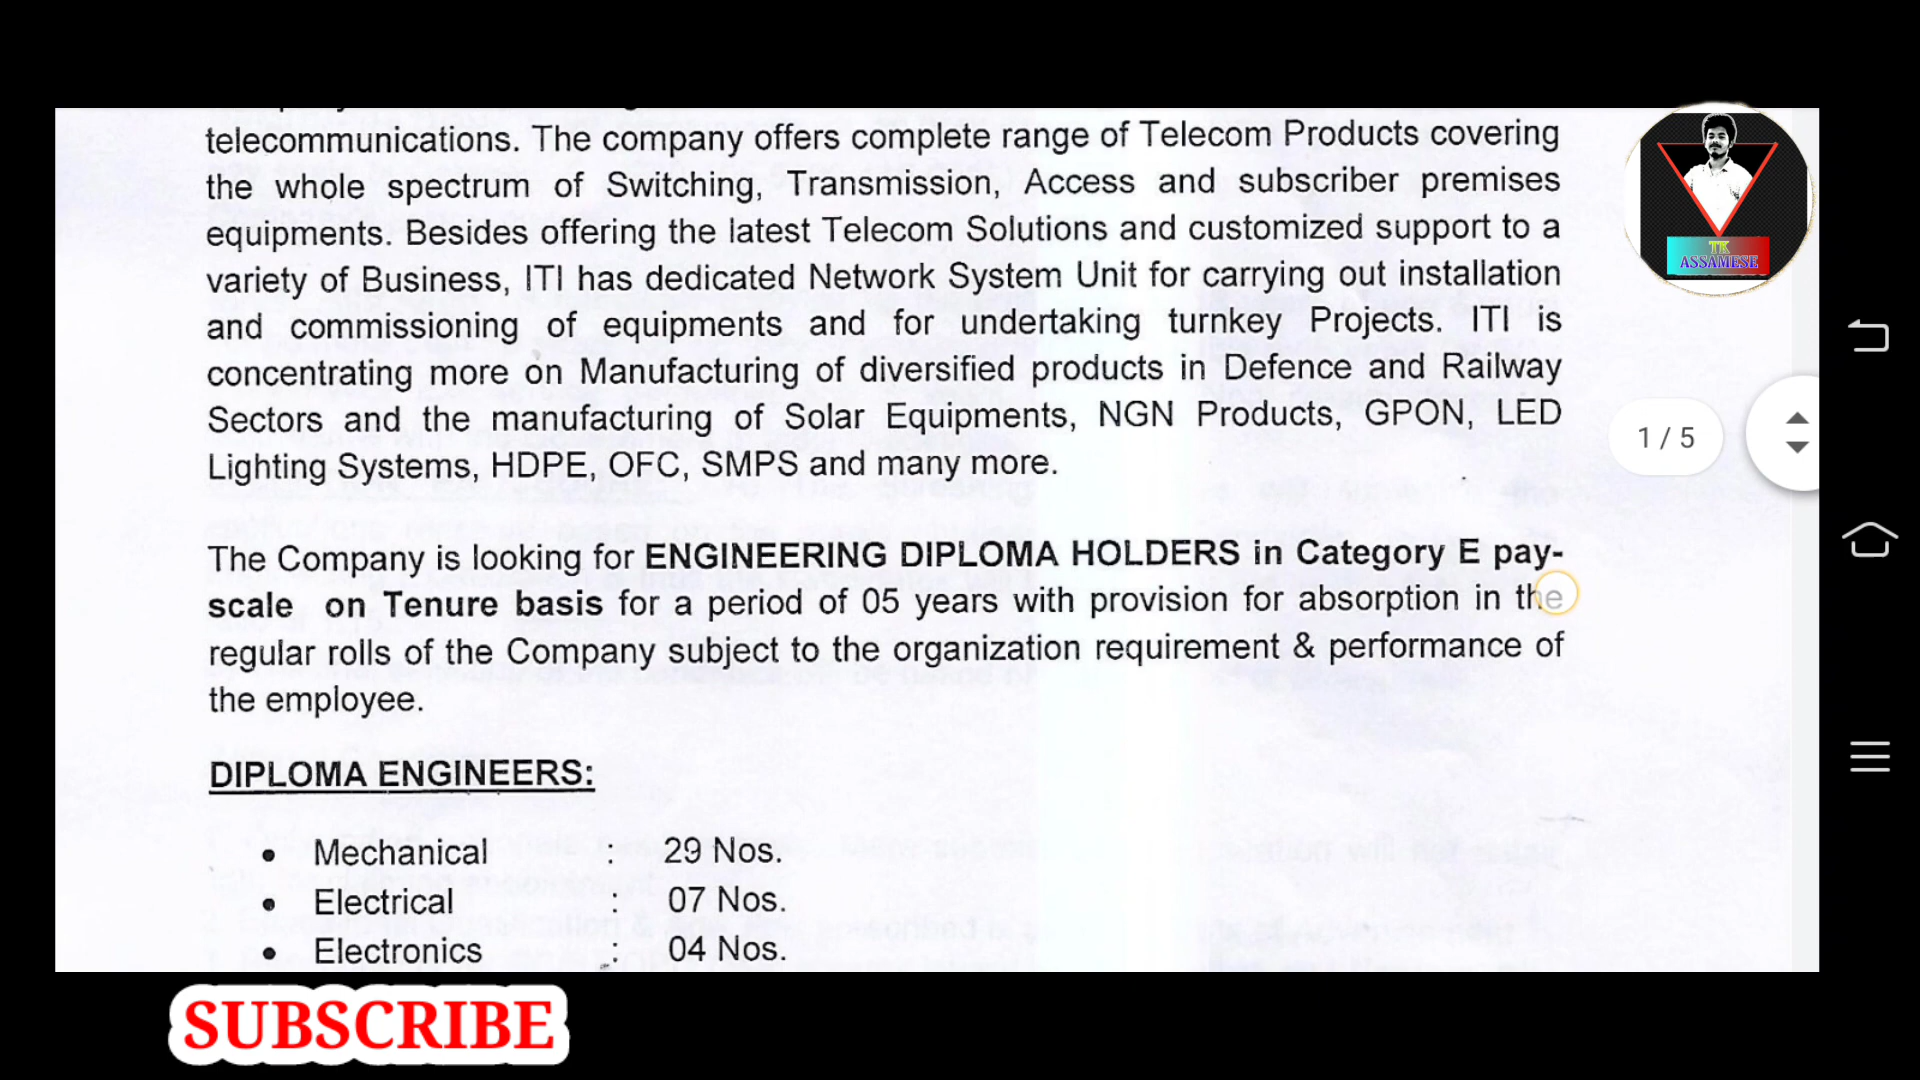 telecommunications. The company offers complete range of Telecom Products covering
the whole spectrum of Switching, Transmission, Access and subscriber premises
equipments. Besides offering the latest Telecom Solutions and customized support to a
variety of Business, ITI has dedicated Network System Unit for carrying out installation
and commissioning of equipments and for undertaking turnkey Projects. ITI is
concentrating more on Manufacturing of diversified products in Defence and Railway
Sectors and the manufacturing of Solar Equipments, NGN Products, GPON, LED
Lighting Systems, HDPE, OFC, SMPS and many more.
The Company is looking for ENGINEERING DIPLOMA HOLDERS in Category E pay-
scale on Tenure basis for a period of 05 years with provision for absorption in the
regular rolls of the Company subject to the organization requirement & performance of
the employee.
DIPLOMA ENGINEERS:
• Mechanical : 29 Nos.
• Electrical : 07 Nos.
• Electronics : 04 Nos.
TK
ASSAMESE
1 / 5
SUBSCRIBE